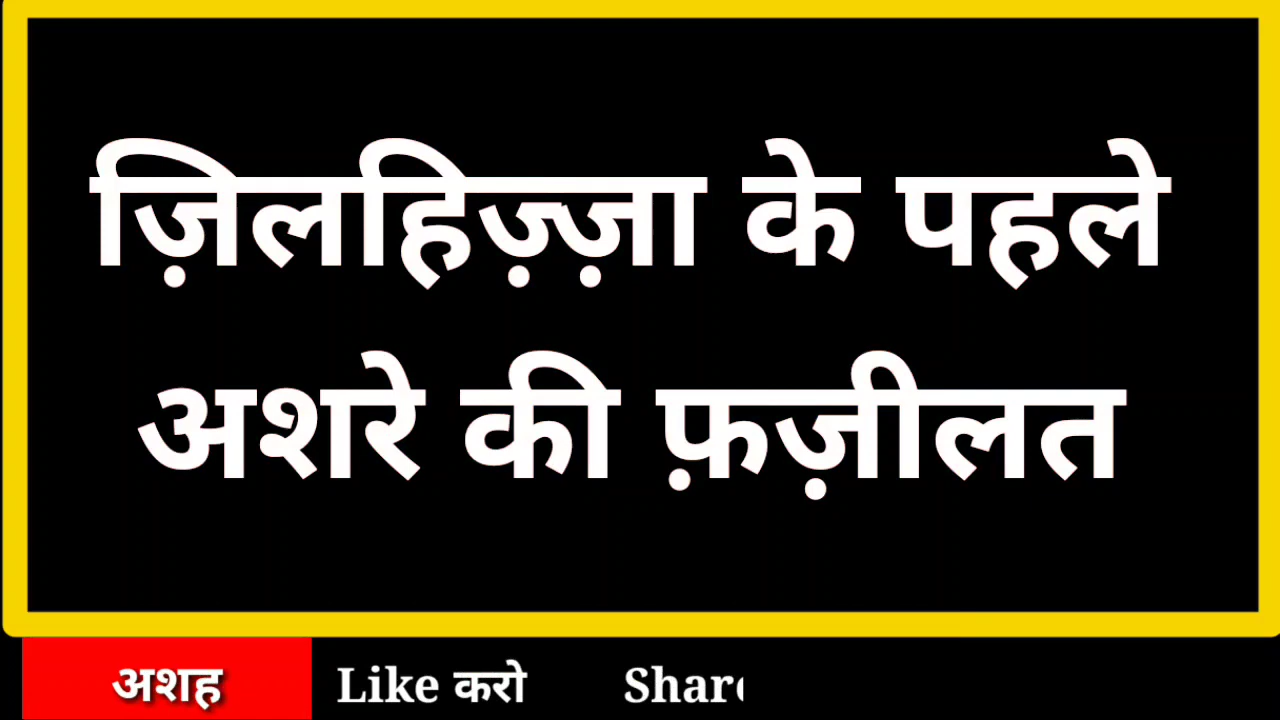 ज़िलहिज़्ज़ा के पहले
अशरे की फ़ज़ीलत
अशह Like करो